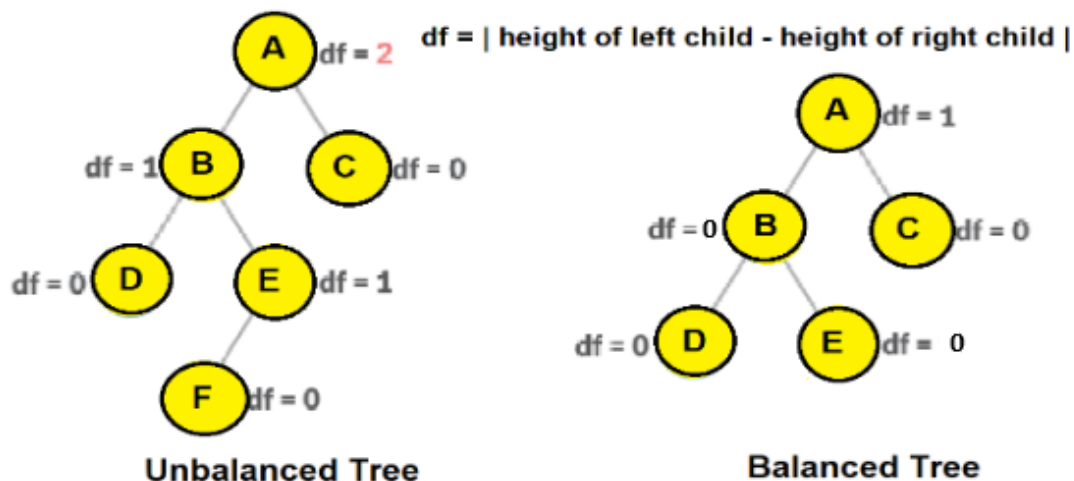 df = | height of left child - height of right child |
A df = 2
df = 1 B C df = 0
df = 0 D E df = 1
F df = 0
Unbalanced Tree
A df = 1
df = 0 B C df = 0
df = 0 D E df = 0
Balanced Tree